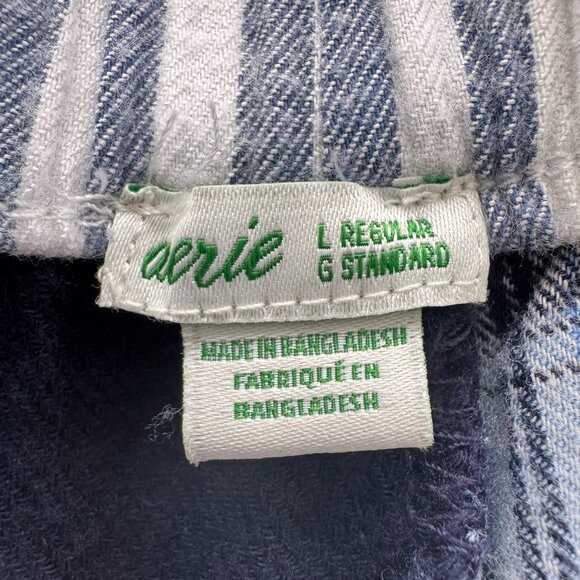 aerie
L REGULAR
G STANDARD
MADE IN BANGLADESH
FABRIQUÉ EN
BANGLADESH